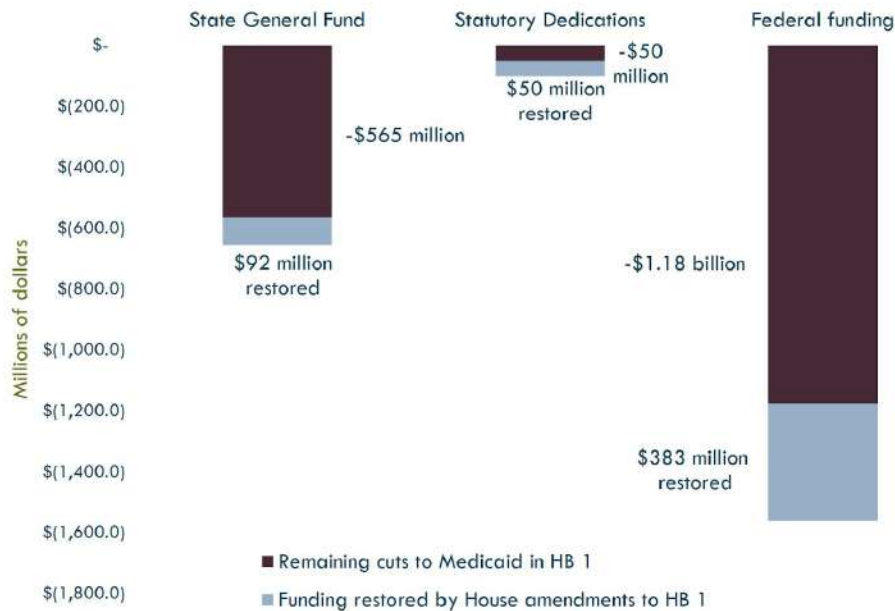 State General Fund
Statutory Dedications
Federal funding
$-
$(200.0)
$(400.0)
$(600.0)
$(800.0)
$(1,000.0)
$(1,200.0)
$(1,400.0)
$(1,600.0)
$(1,800.0)
Millions of dollars
-$565 million
$92 million
restored
-$50
million
$50 million
restored
-$1.18 billion
$383 million
restored
Remaining cuts to Medicaid in HB 1
Funding restored by House amendments to HB 1